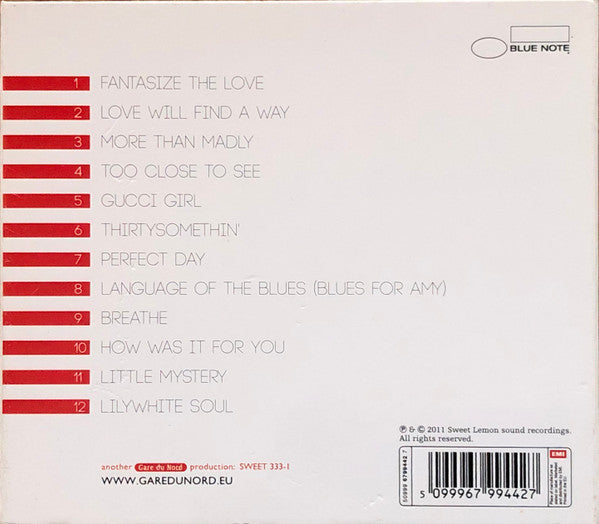 BLUE NOTE
1 FANTASIZE THE LOVE
2 LOVE WILL FIND A WAY
3 MORE THAN MADLY
4 TOO CLOSE TO SEE
5 GUCCI GIRL
6 THIRTYSOMETHIN'
7 PERFECT DAY
8 LANGUAGE OF THE BLUES (BLUES FOR AMY)
9 BREATHE
10 HOW WAS IT FOR YOU
11 LITTLE MYSTERY
12 LILYWHITE SOUL
℗ & © 2011 Sweet Lemon sound recordings.
All rights reserved.
another Gare du Nord production: SWEET 333-1
WWW.GAREDUNORD.EU
50999 6799442 7
5 099967 994427
EMI